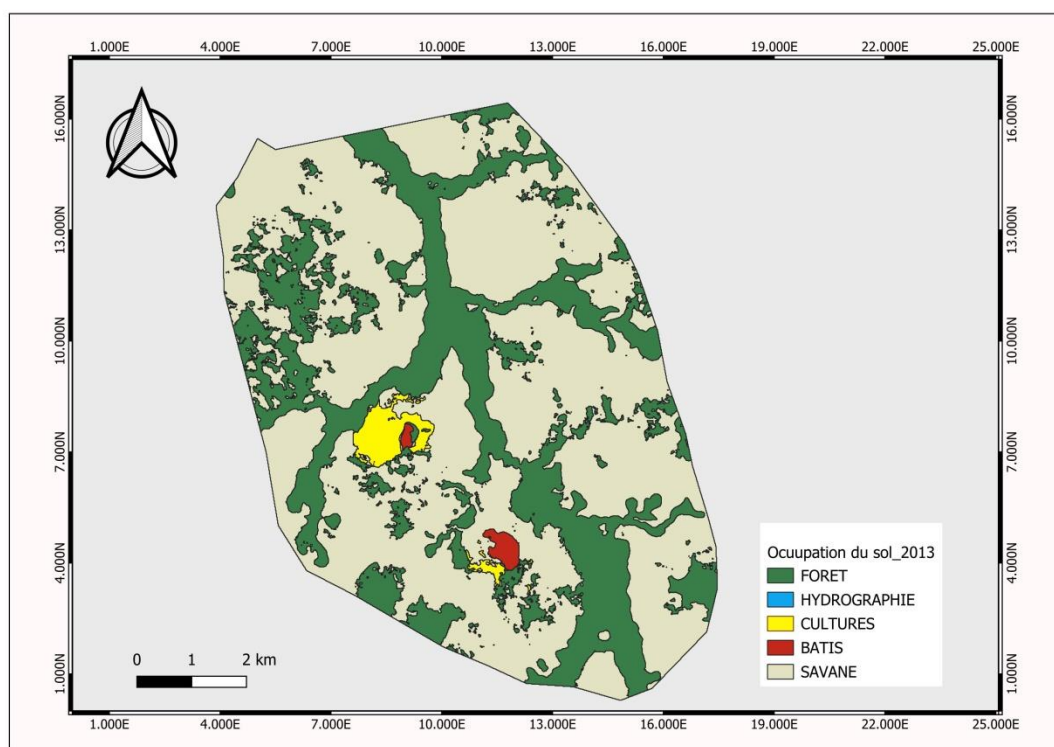 1.000E 4.000E 7.000E 10.000E 13.000E 16.000E 19.000E 22.000E 25.000E
16.000N 16.000N
13.000N 13.000N
10.000N 10.000N
7.000N 7.000N
4.000N 4.000N
1.000N 1.000N
Ocuupation du sol_2013
FORET
HYDROGRAPHIE
CULTURES
BATIS
SAVANE
0 1 2 km
1.000E 4.000E 7.000E 10.000E 13.000E 16.000E 19.000E 22.000E 25.000E